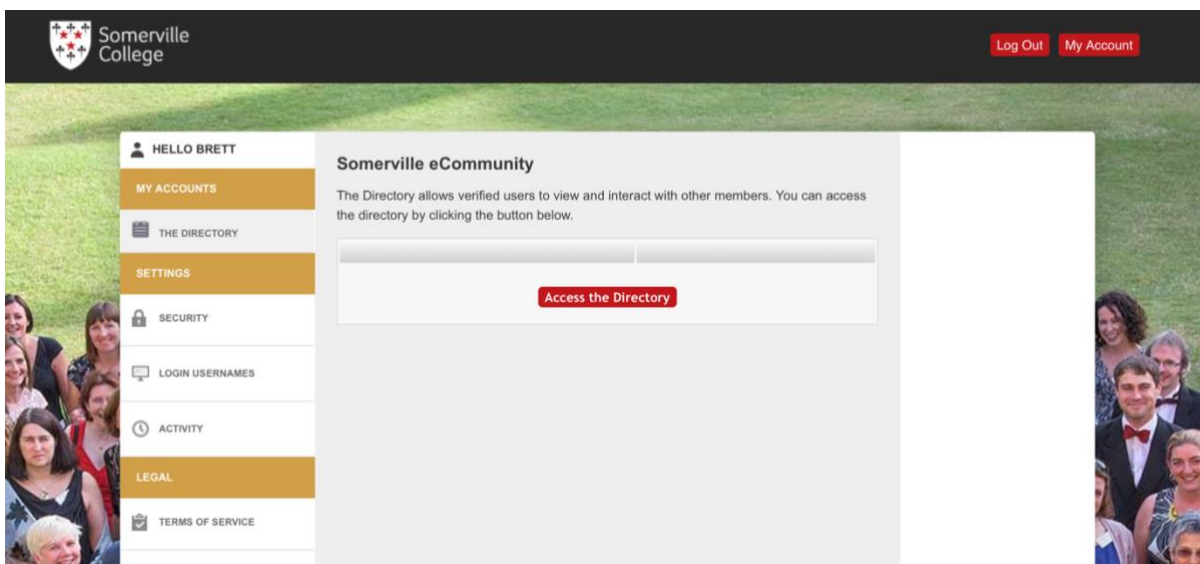 Somerville
College
Log Out
My Account
HELLO BRETT
MY ACCOUNTS
THE DIRECTORY
SETTINGS
SECURITY
LOGIN USERNAMES
ACTIVITY
LEGAL
TERMS OF SERVICE
Somerville eCommunity
The Directory allows verified users to view and interact with other members. You can access
the directory by clicking the button below.
Access the Directory